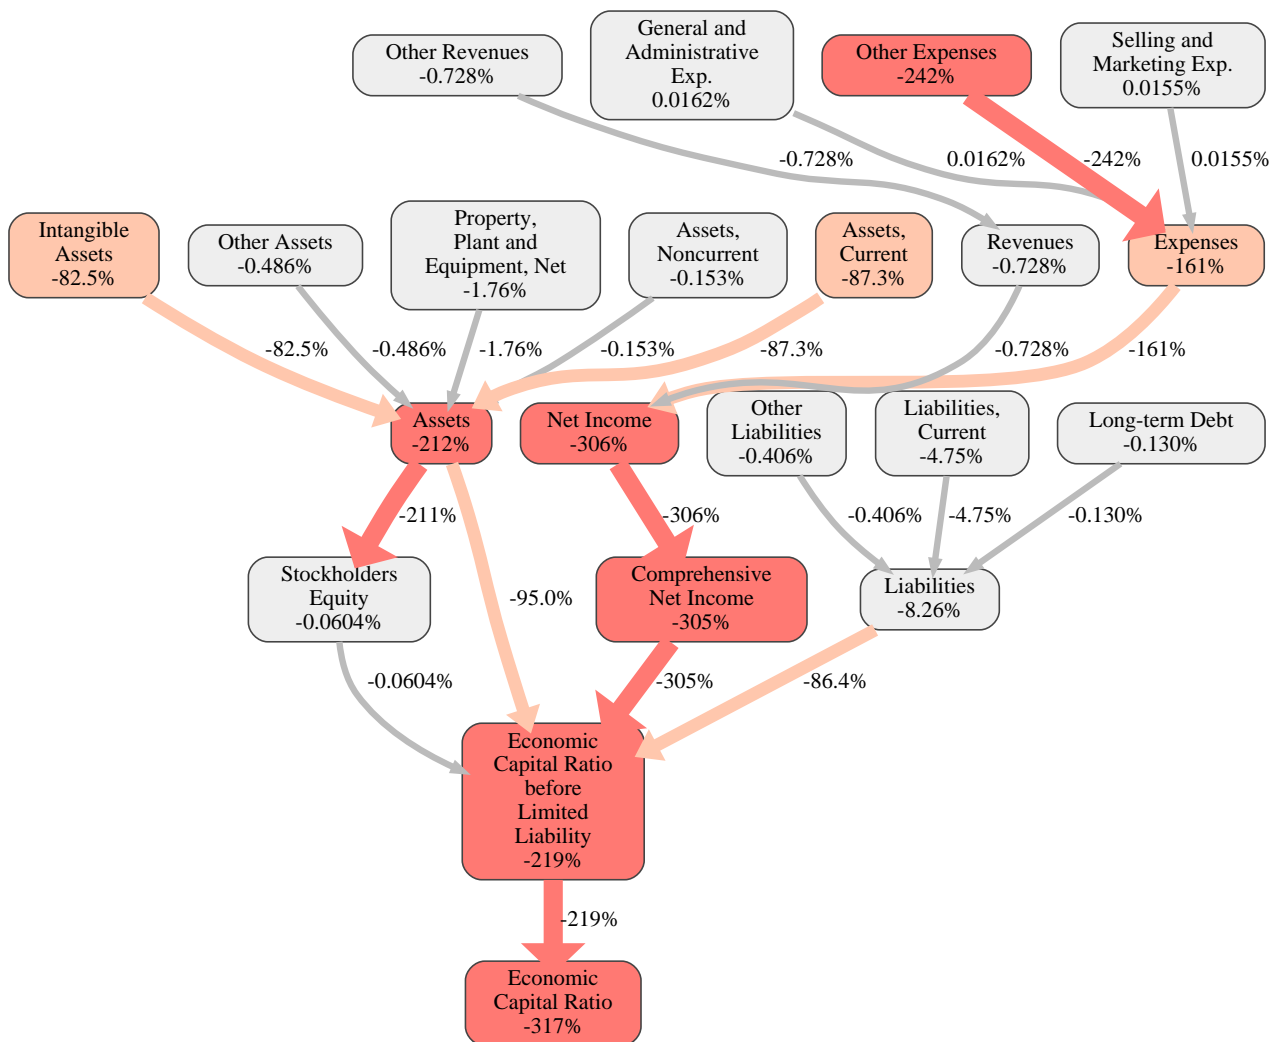 Other Revenues
-0.728%
General and
Administrative
Exp.
0.0162%
Other Expenses
-242%
Selling and
Marketing Exp.
0.0155%
-0.728%
0.0162%
-242%
0.0155%
Intangible
Assets
-82.5%
Other Assets
-0.486%
Property,
Plant and
Equipment, Net
-1.76%
Assets,
Noncurrent
-0.153%
Assets,
Current
-87.3%
Revenues
-0.728%
Expenses
-161%
-82.5%
-0.486%
-1.76%
-0.153%
-87.3%
-0.728%
-161%
Assets
-212%
Net Income
-306%
Other
Liabilities
-0.406%
Liabilities,
Current
-4.75%
Long-term Debt
-0.130%
-211%
-306%
-0.406%
-4.75%
-0.130%
Stockholders
Equity
-0.0604%
-95.0%
Comprehensive
Net Income
-305%
Liabilities
-8.26%
-0.0604%
-305%
-86.4%
Economic
Capital Ratio
before
Limited
Liability
-219%
-219%
Economic
Capital Ratio
-317%